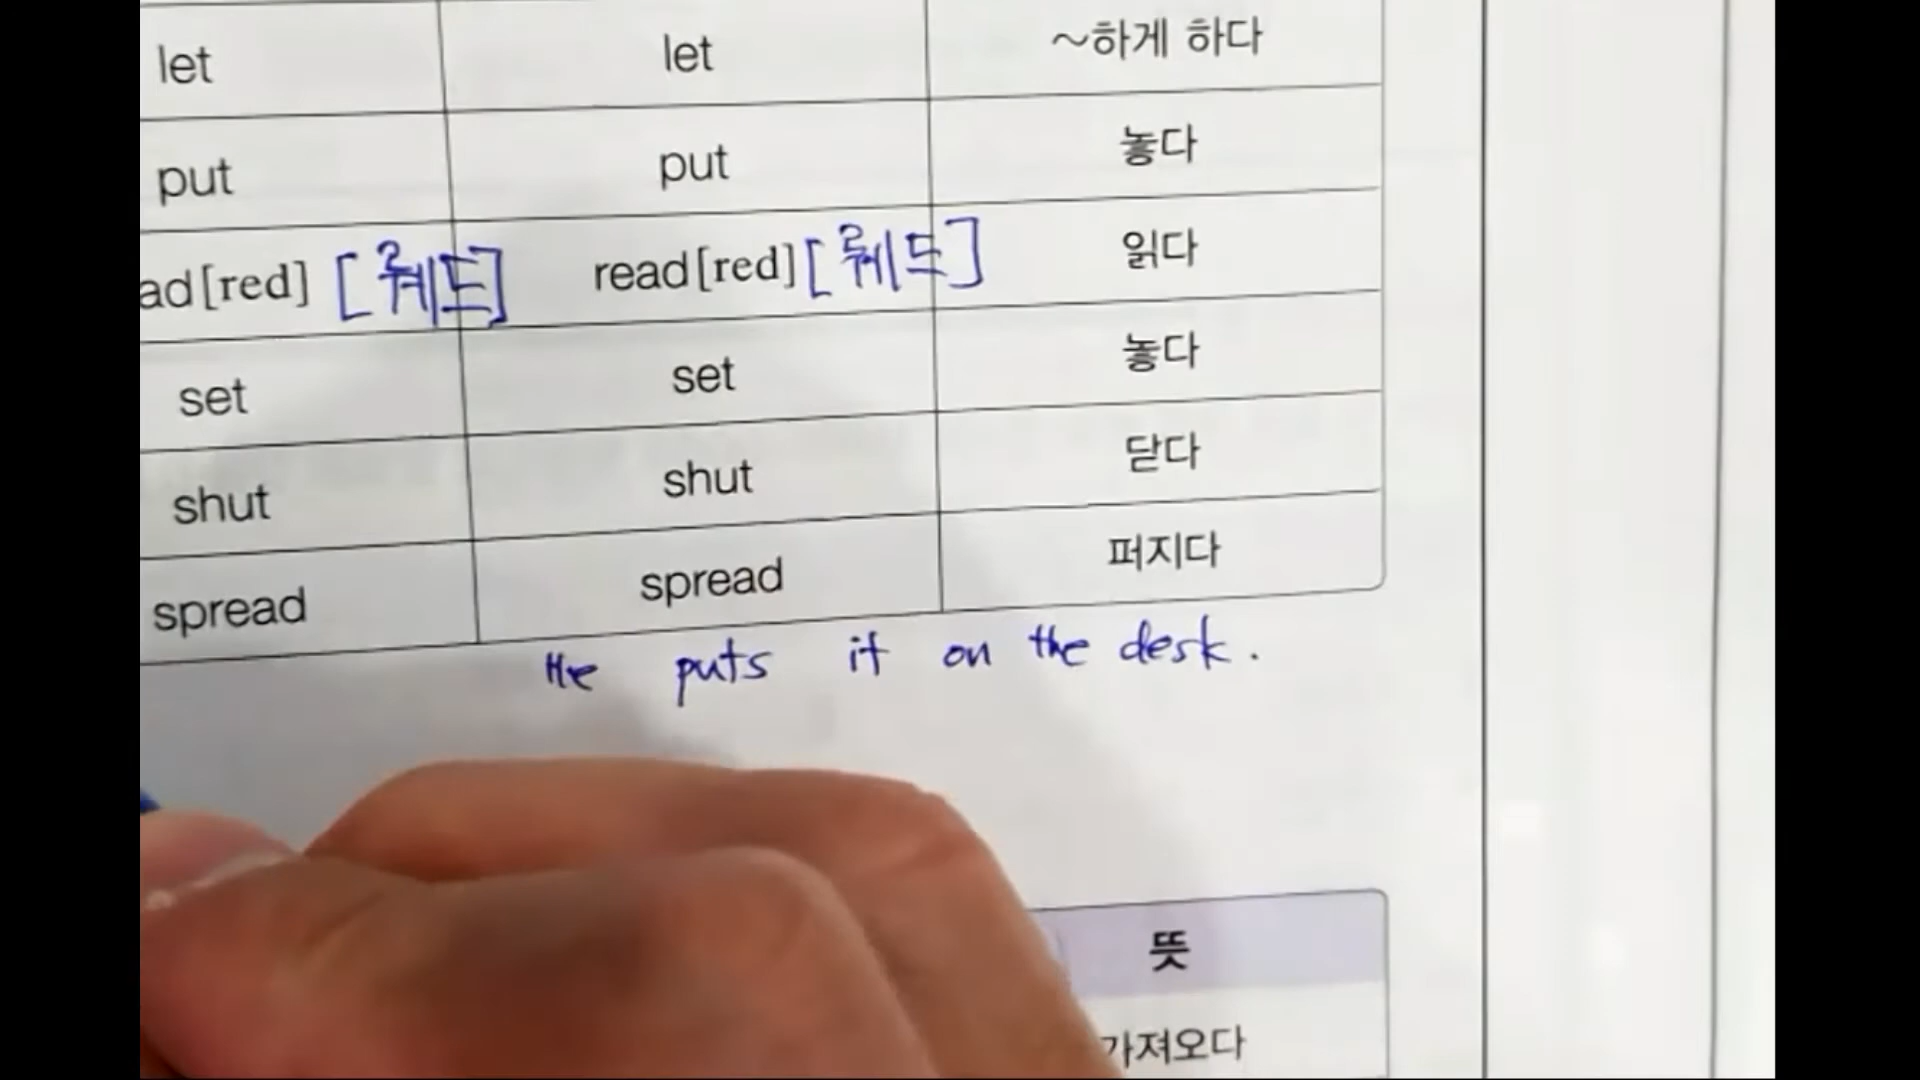 let let ~하게 하다
put put 놓다
ad[red] [뤠드] read[red] [뤠드] 읽다
set set 놓다
shut shut 닫다
spread spread 퍼지다
He puts it on the desk.
뜻
가져오다